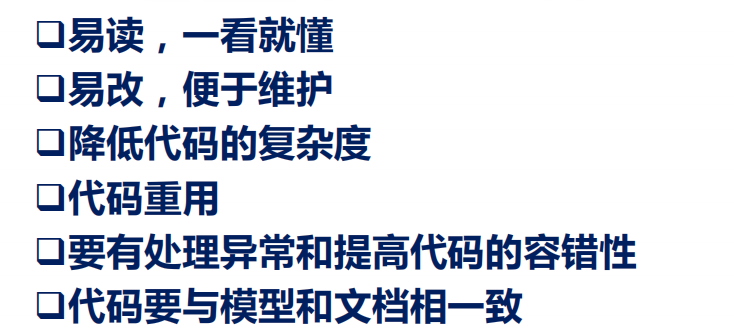 ❑易读，一看就懂
❑易改，便于维护
❑降低代码的复杂度
❑代码重用
❑要有处理异常和提高代码的容错性
❑代码要与模型和文档相一致